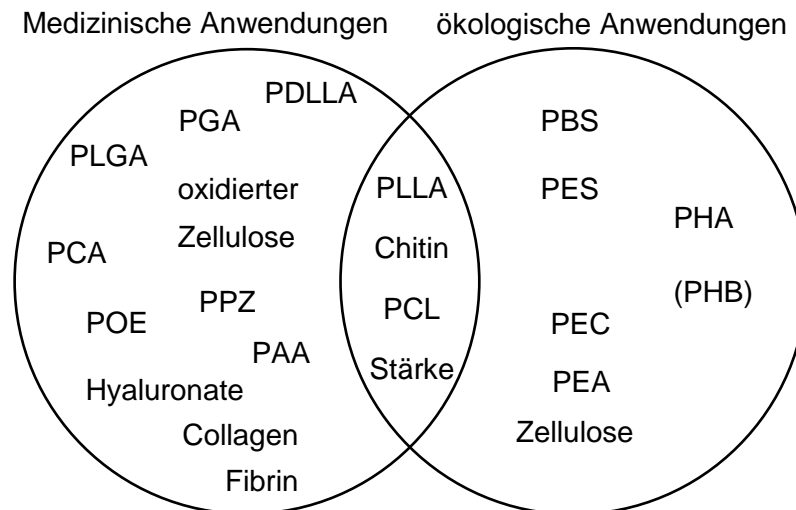 Medizinische Anwendungen
ökologische Anwendungen
PDLLA
PGA
PLGA
oxidierter
Zellulose
PCA
PPZ
POE
PAA
Hyaluronate
Collagen
Fibrin
PLLA
Chitin
PCL
Stärke
PBS
PES
PHA
(PHB)
PEC
PEA
Zellulose